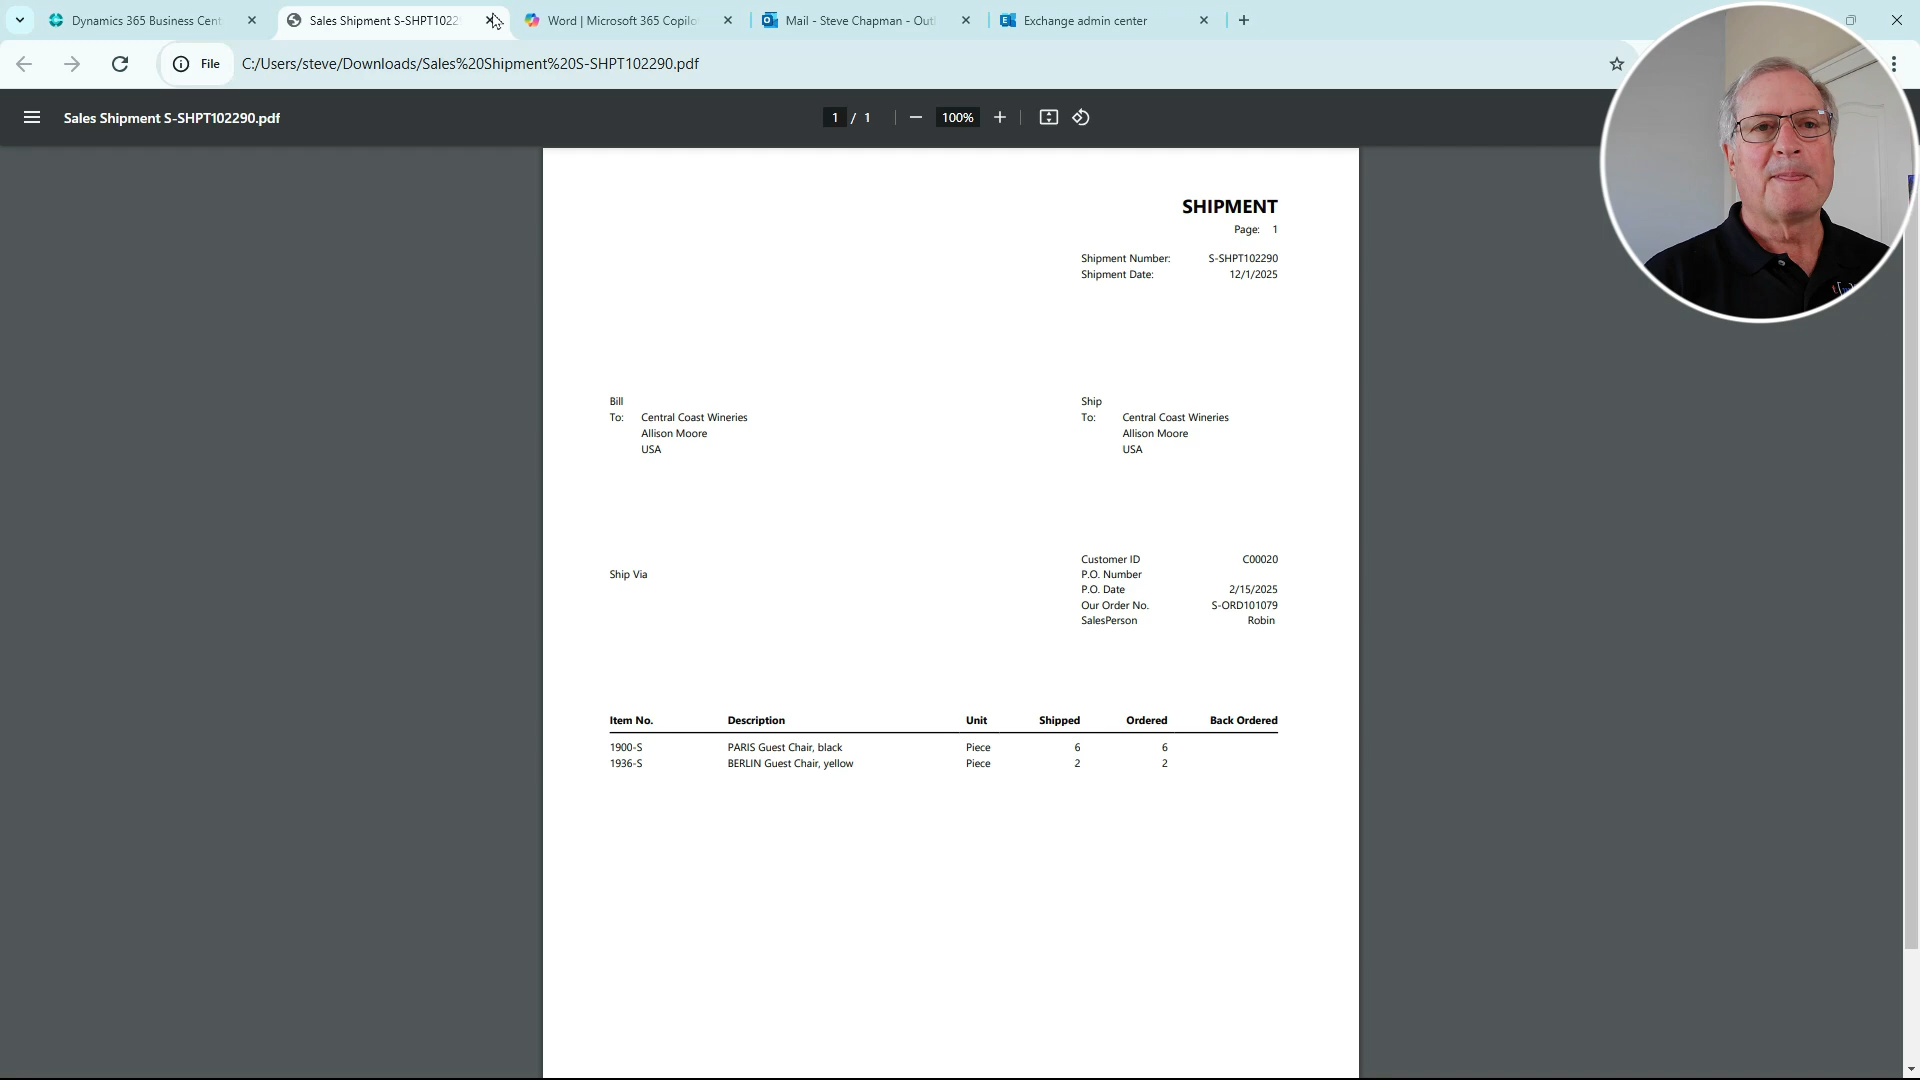 Dynamics 365 Business Cent
Sales Shipment S-SHPT1022
Word | Microsoft 365 Copilo
Mail - Steve Chapman - Outl
Exchange admin center
File
C:/Users/steve/Downloads/Sales%20Shipment%20S-SHPT102290.pdf
Sales Shipment S-SHPT102290.pdf
1 / 1
100%
SHIPMENT
Page: 1
Shipment Number: S-SHPT102290
Shipment Date: 12/1/2025
Bill
To: Central Coast Wineries
Allison Moore
USA
Ship
To: Central Coast Wineries
Allison Moore
USA
Ship Via
Customer ID C00020
P.O. Number
P.O. Date 2/15/2025
Our Order No. S-ORD101079
SalesPerson Robin
Item No. Description Unit Shipped Ordered Back Ordered
1900-S PARIS Guest Chair, black Piece 6 6
1936-S BERLIN Guest Chair, yellow Piece 2 2